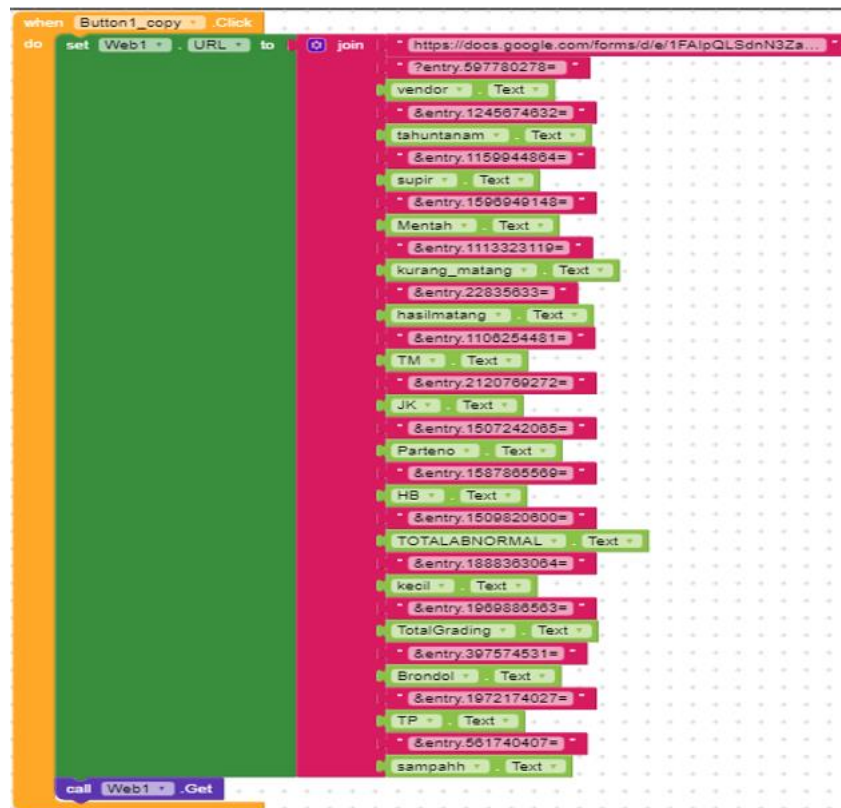 when Button1_copy .Click
do set Web1 . URL to join " https://docs.google.com/forms/d/e/1FAIpQLSdnN3Za... "
" ?entry.597780278= "
vendor . Text
" &entry.1245674632= "
tahuntanam . Text
" &entry.1159944864= "
supir . Text
" &entry.1596949148= "
Mentah . Text
" &entry.1113323119= "
kurang_matang . Text
" &entry.22835633= "
hasilmatang . Text
" &entry.1106254481= "
TM . Text
" &entry.2120769272= "
JK . Text
" &entry.1507242065= "
Parteno . Text
" &entry.1587865569= "
HB . Text
" &entry.1509820600= "
TOTALABNORMAL . Text
" &entry.1888363064= "
kecil . Text
" &entry.1969886563= "
TotalGrading . Text
" &entry.397574531= "
Brondol . Text
" &entry.1972174027= "
TP . Text
" &entry.561740407= "
sampahh . Text
call Web1 .Get